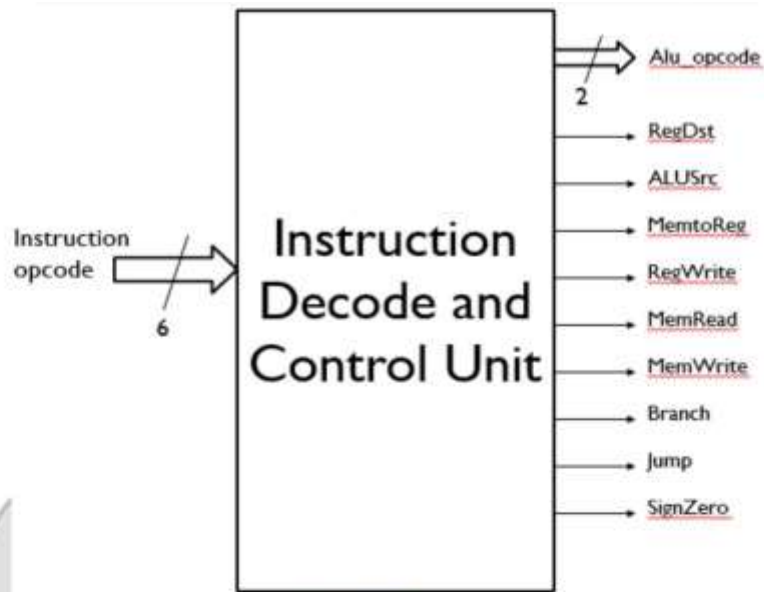 Alu_opcode
2
RegDst
ALUSrc
MemtoReg
Instruction
opcode
6
Instruction
Decode and
Control Unit
RegWrite
MemRead
MemWrite
Branch
Jump
SignZero